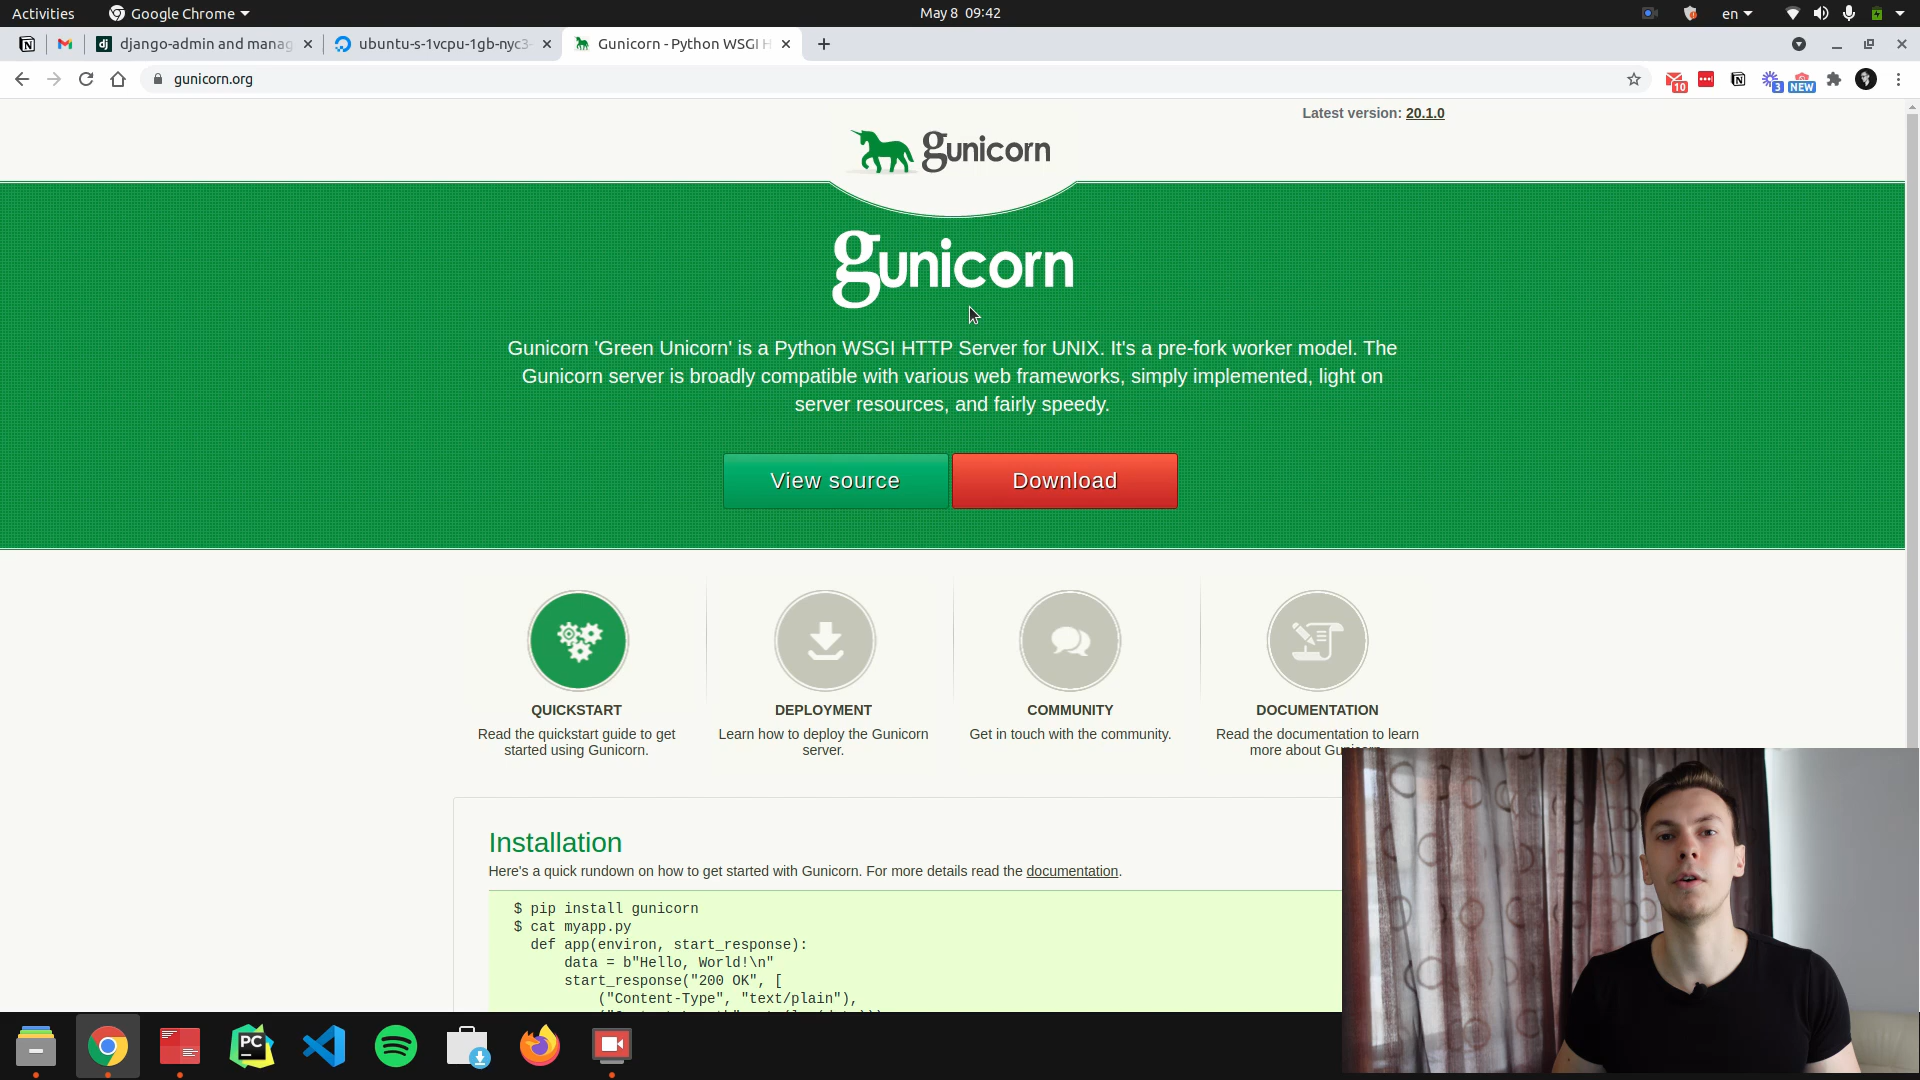 Activities
Google Chrome
May 8 09:42
en
django-admin and manag
ubuntu-s-1vcpu-1gb-nyc3-
Gunicorn - Python WSGI H
gunicorn.org
10
3
NEW
Latest version: 20.1.0
gunicorn
gunicorn
Gunicorn 'Green Unicorn' is a Python WSGI HTTP Server for UNIX. It's a pre-fork worker model. The
Gunicorn server is broadly compatible with various web frameworks, simply implemented, light on
server resources, and fairly speedy.
View source
Download
QUICKSTART
Read the quickstart guide to get
started using Gunicorn.
DEPLOYMENT
Learn how to deploy the Gunicorn
server.
COMMUNITY
Get in touch with the community.
DOCUMENTATION
Read the documentation to learn
more about
Installation
Here's a quick rundown on how to get started with Gunicorn. For more details read the documentation.
$ pip install gunicorn
$ cat myapp.py
def app(environ, start_response):
data = b"Hello, World!\n"
start_response("200 OK", [
("Content-Type", "text/plain"),
PC